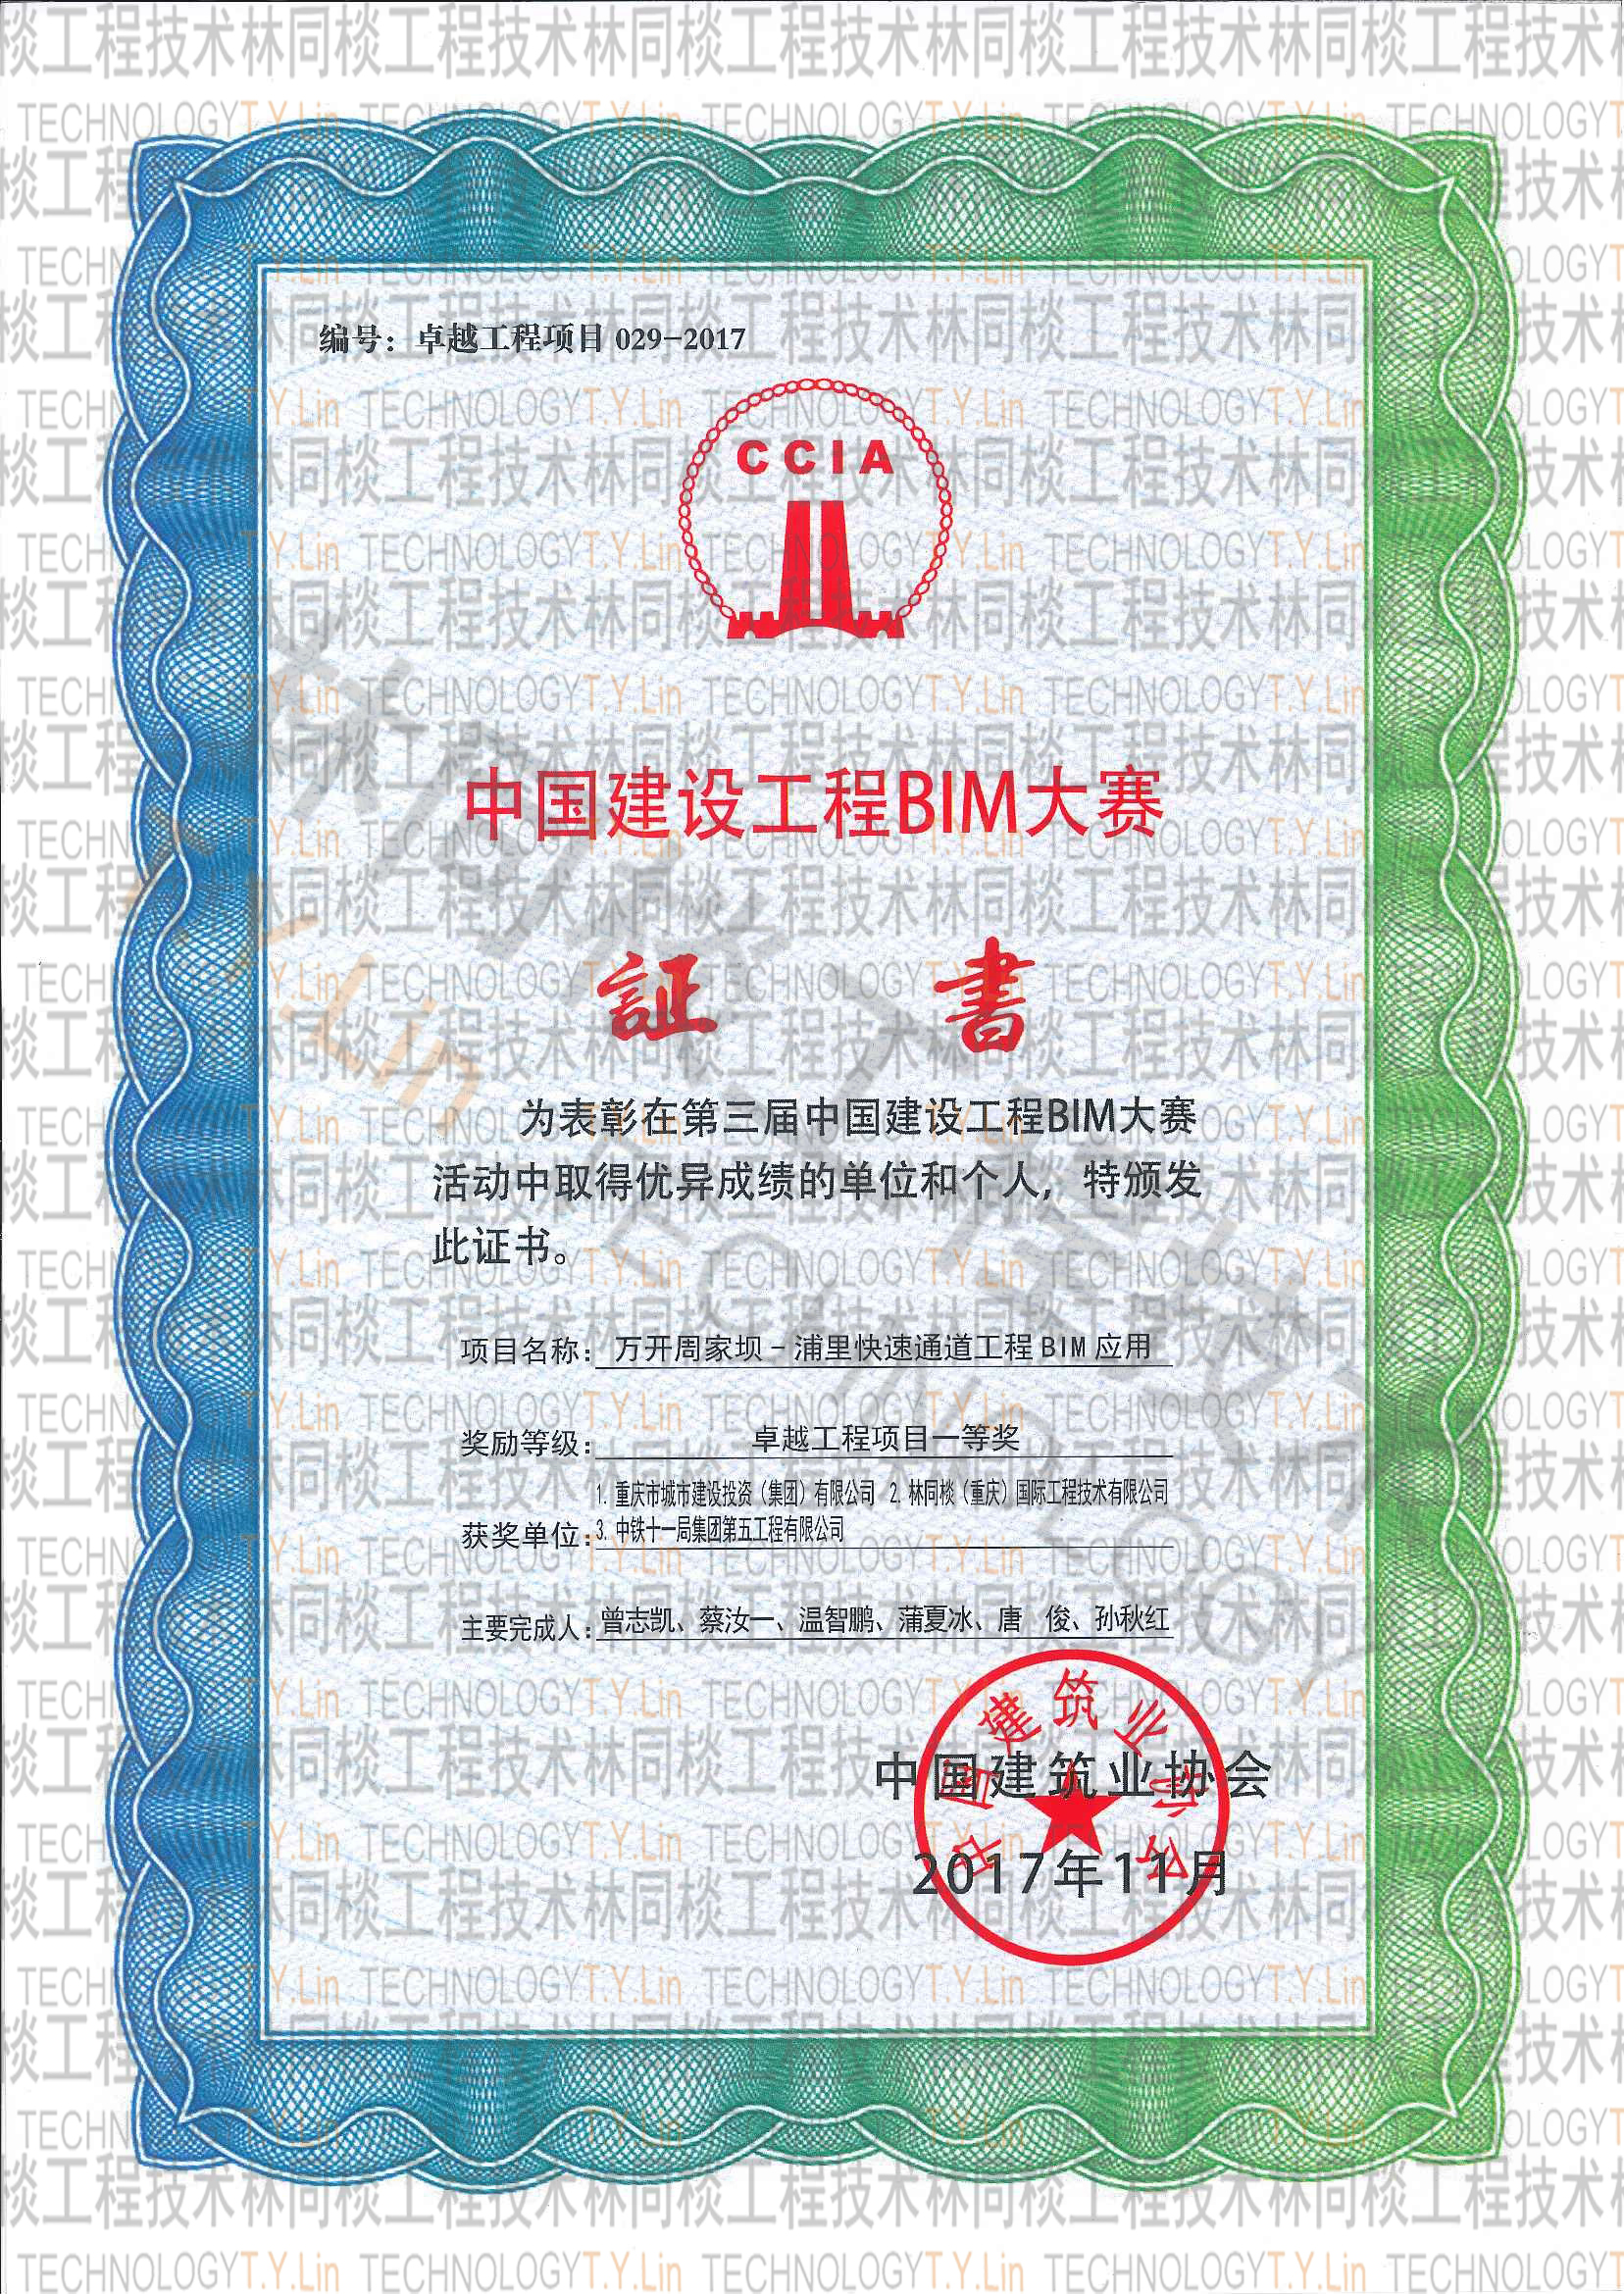 编号：卓越工程项目 029-2017
CCIA
中国建设工程BIM大赛
証 書
为表彰在第三届中国建设工程BIM大赛
活动中取得优异成绩的单位和个人，特颁发
此证书。
项目名称：万开周家坝-浦里快速通道工程 BIM 应用
奖励等级：卓越工程项目一等奖
1. 重庆市城市建设投资（集团）有限公司 2. 林同棪（重庆）国际工程技术有限公司
获奖单位：3. 中铁十一局集团第五工程有限公司
主要完成人：曾志凯、蔡汝一、温智鹏、蒲夏冰、唐 俊、孙秋红
中国建筑业协会
中国建筑业协会
2017年11月
林同棪工程技术
T.Y.Lin TECHNOLOGY